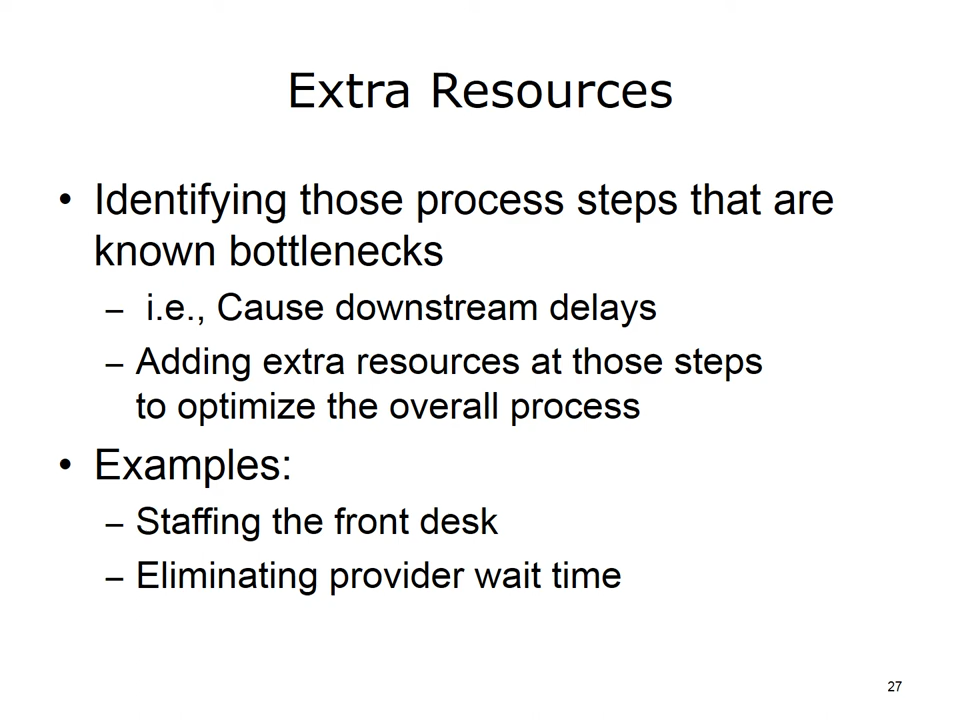 Extra Resources
• Identifying those process steps that are
known bottlenecks
– i.e., Cause downstream delays
– Adding extra resources at those steps
to optimize the overall process
• Examples:
– Staffing the front desk
– Eliminating provider wait time
27